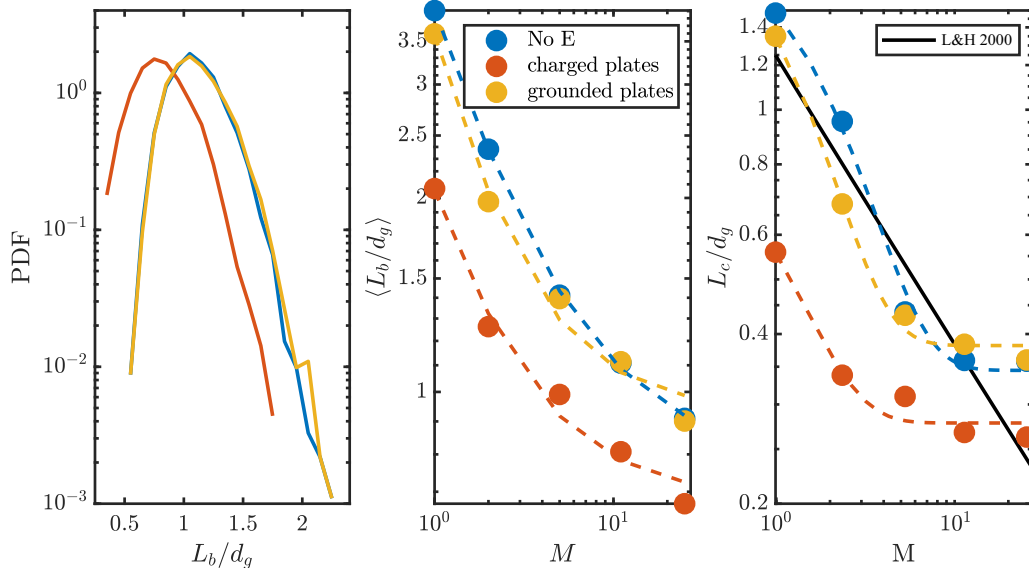 PDF
10^0
10^-1
10^-2
10^-3
0.5
1
1.5
2
L_b/d_g
⟨L_b/d_g⟩
3.5
2.5
2
1.5
1
10^0
10^1
M
No E
charged plates
grounded plates
L_c/d_g
1.4
1.2
1
0.8
0.6
0.4
0.2
10^0
10^1
M
L&H 2000